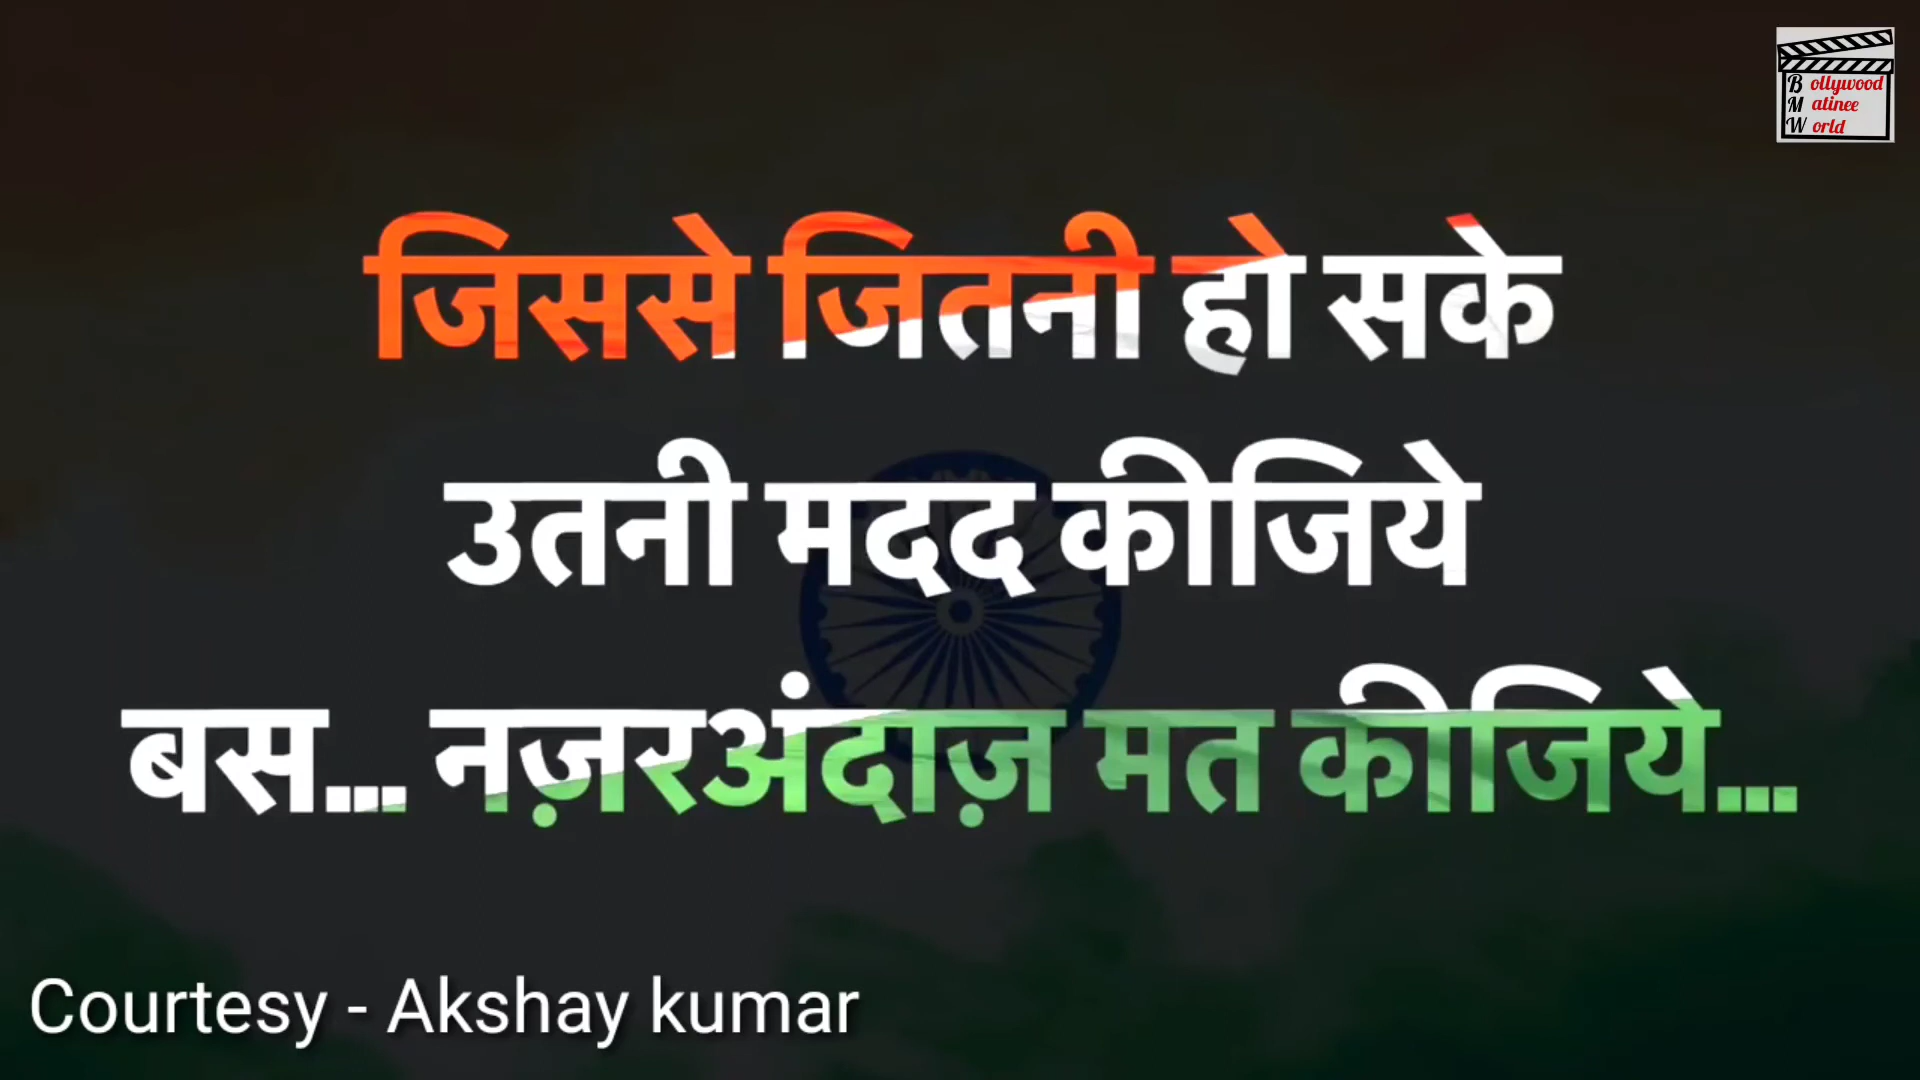 Bollywood
Matinee
World
जिससे जितनी हो सके
उतनी मदद कीजिये
बस... नज़रअंदाज़ मत कीजिये...
Courtesy - Akshay kumar